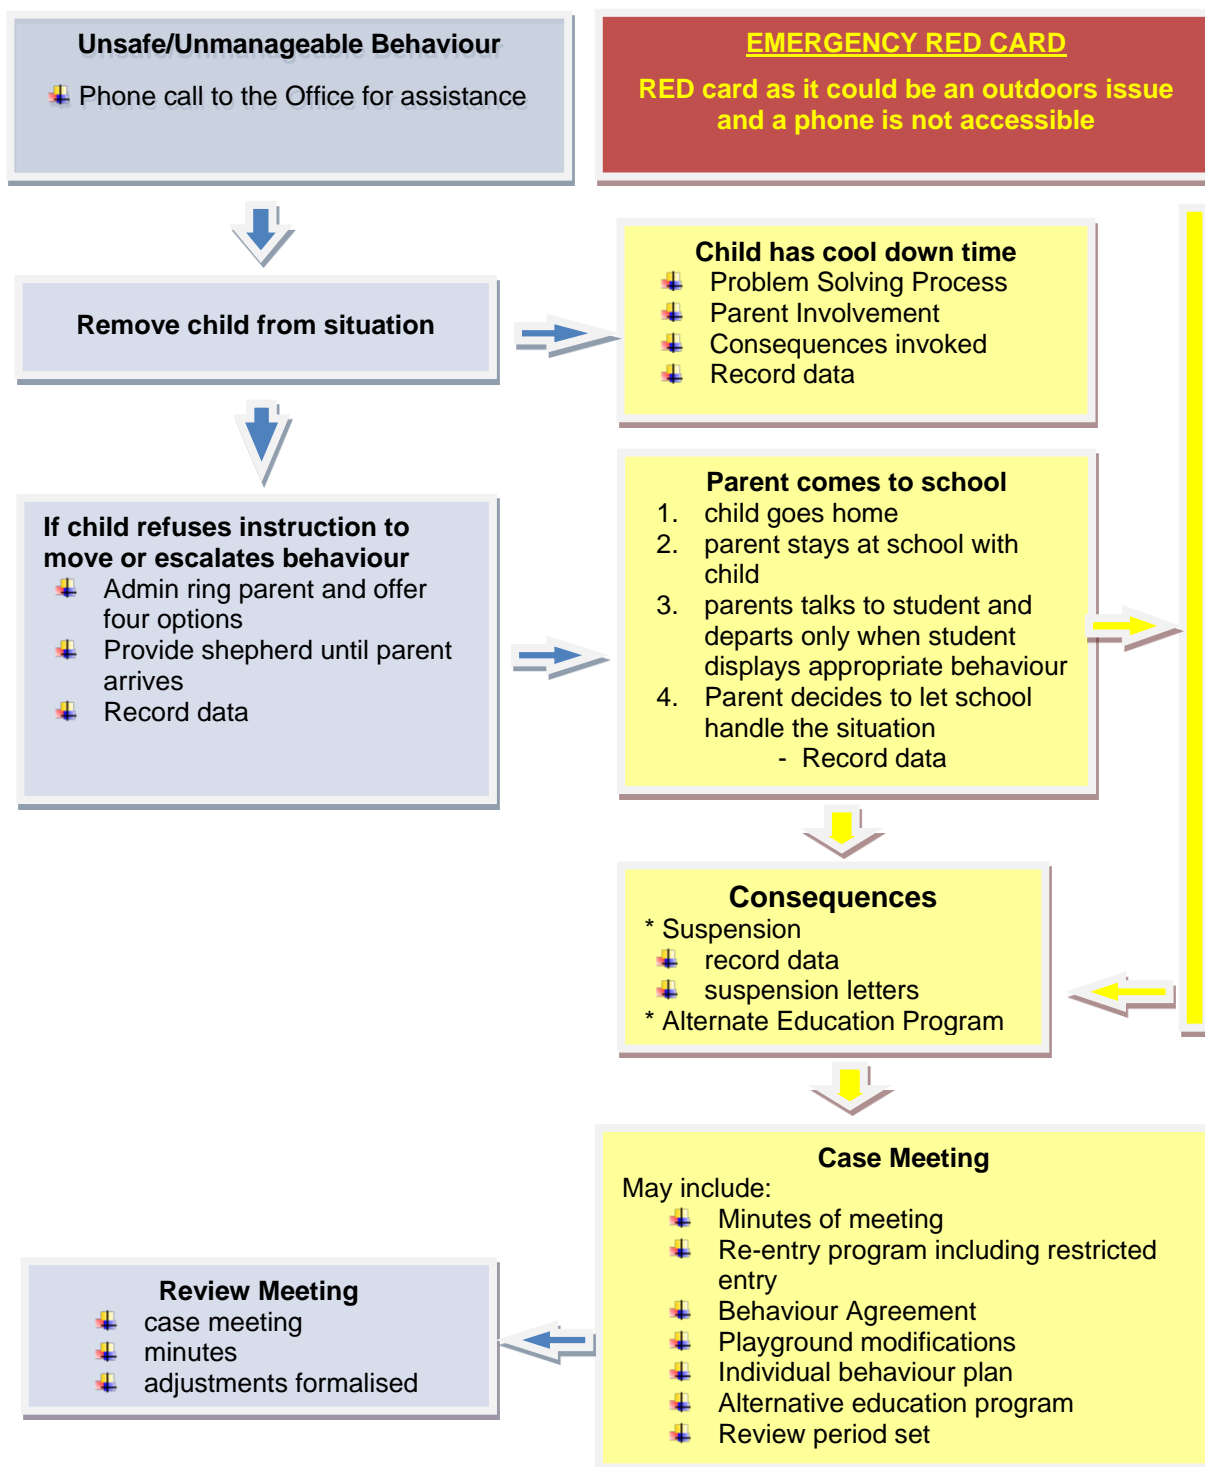 Unsafe/Unmanageable Behaviour
Phone call to the Office for assistance
EMERGENCY RED CARD
RED card as it could be an outdoors issue
and a phone is not accessible
Remove child from situation
Child has cool down time
Problem Solving Process
Parent Involvement
Consequences invoked
Record data
If child refuses instruction to
move or escalates behaviour
Admin ring parent and offer
four options
Provide shepherd until parent
arrives
Record data
Parent comes to school
1. child goes home
2. parent stays at school with
child
3. parents talks to student and
departs only when student
displays appropriate behaviour
4. Parent decides to let school
handle the situation
- Record data
Consequences
* Suspension
record data
suspension letters
* Alternate Education Program
Case Meeting
May include:
Minutes of meeting
Re-entry program including restricted
entry
Behaviour Agreement
Playground modifications
Individual behaviour plan
Alternative education program
Review period set
Review Meeting
case meeting
minutes
adjustments formalised